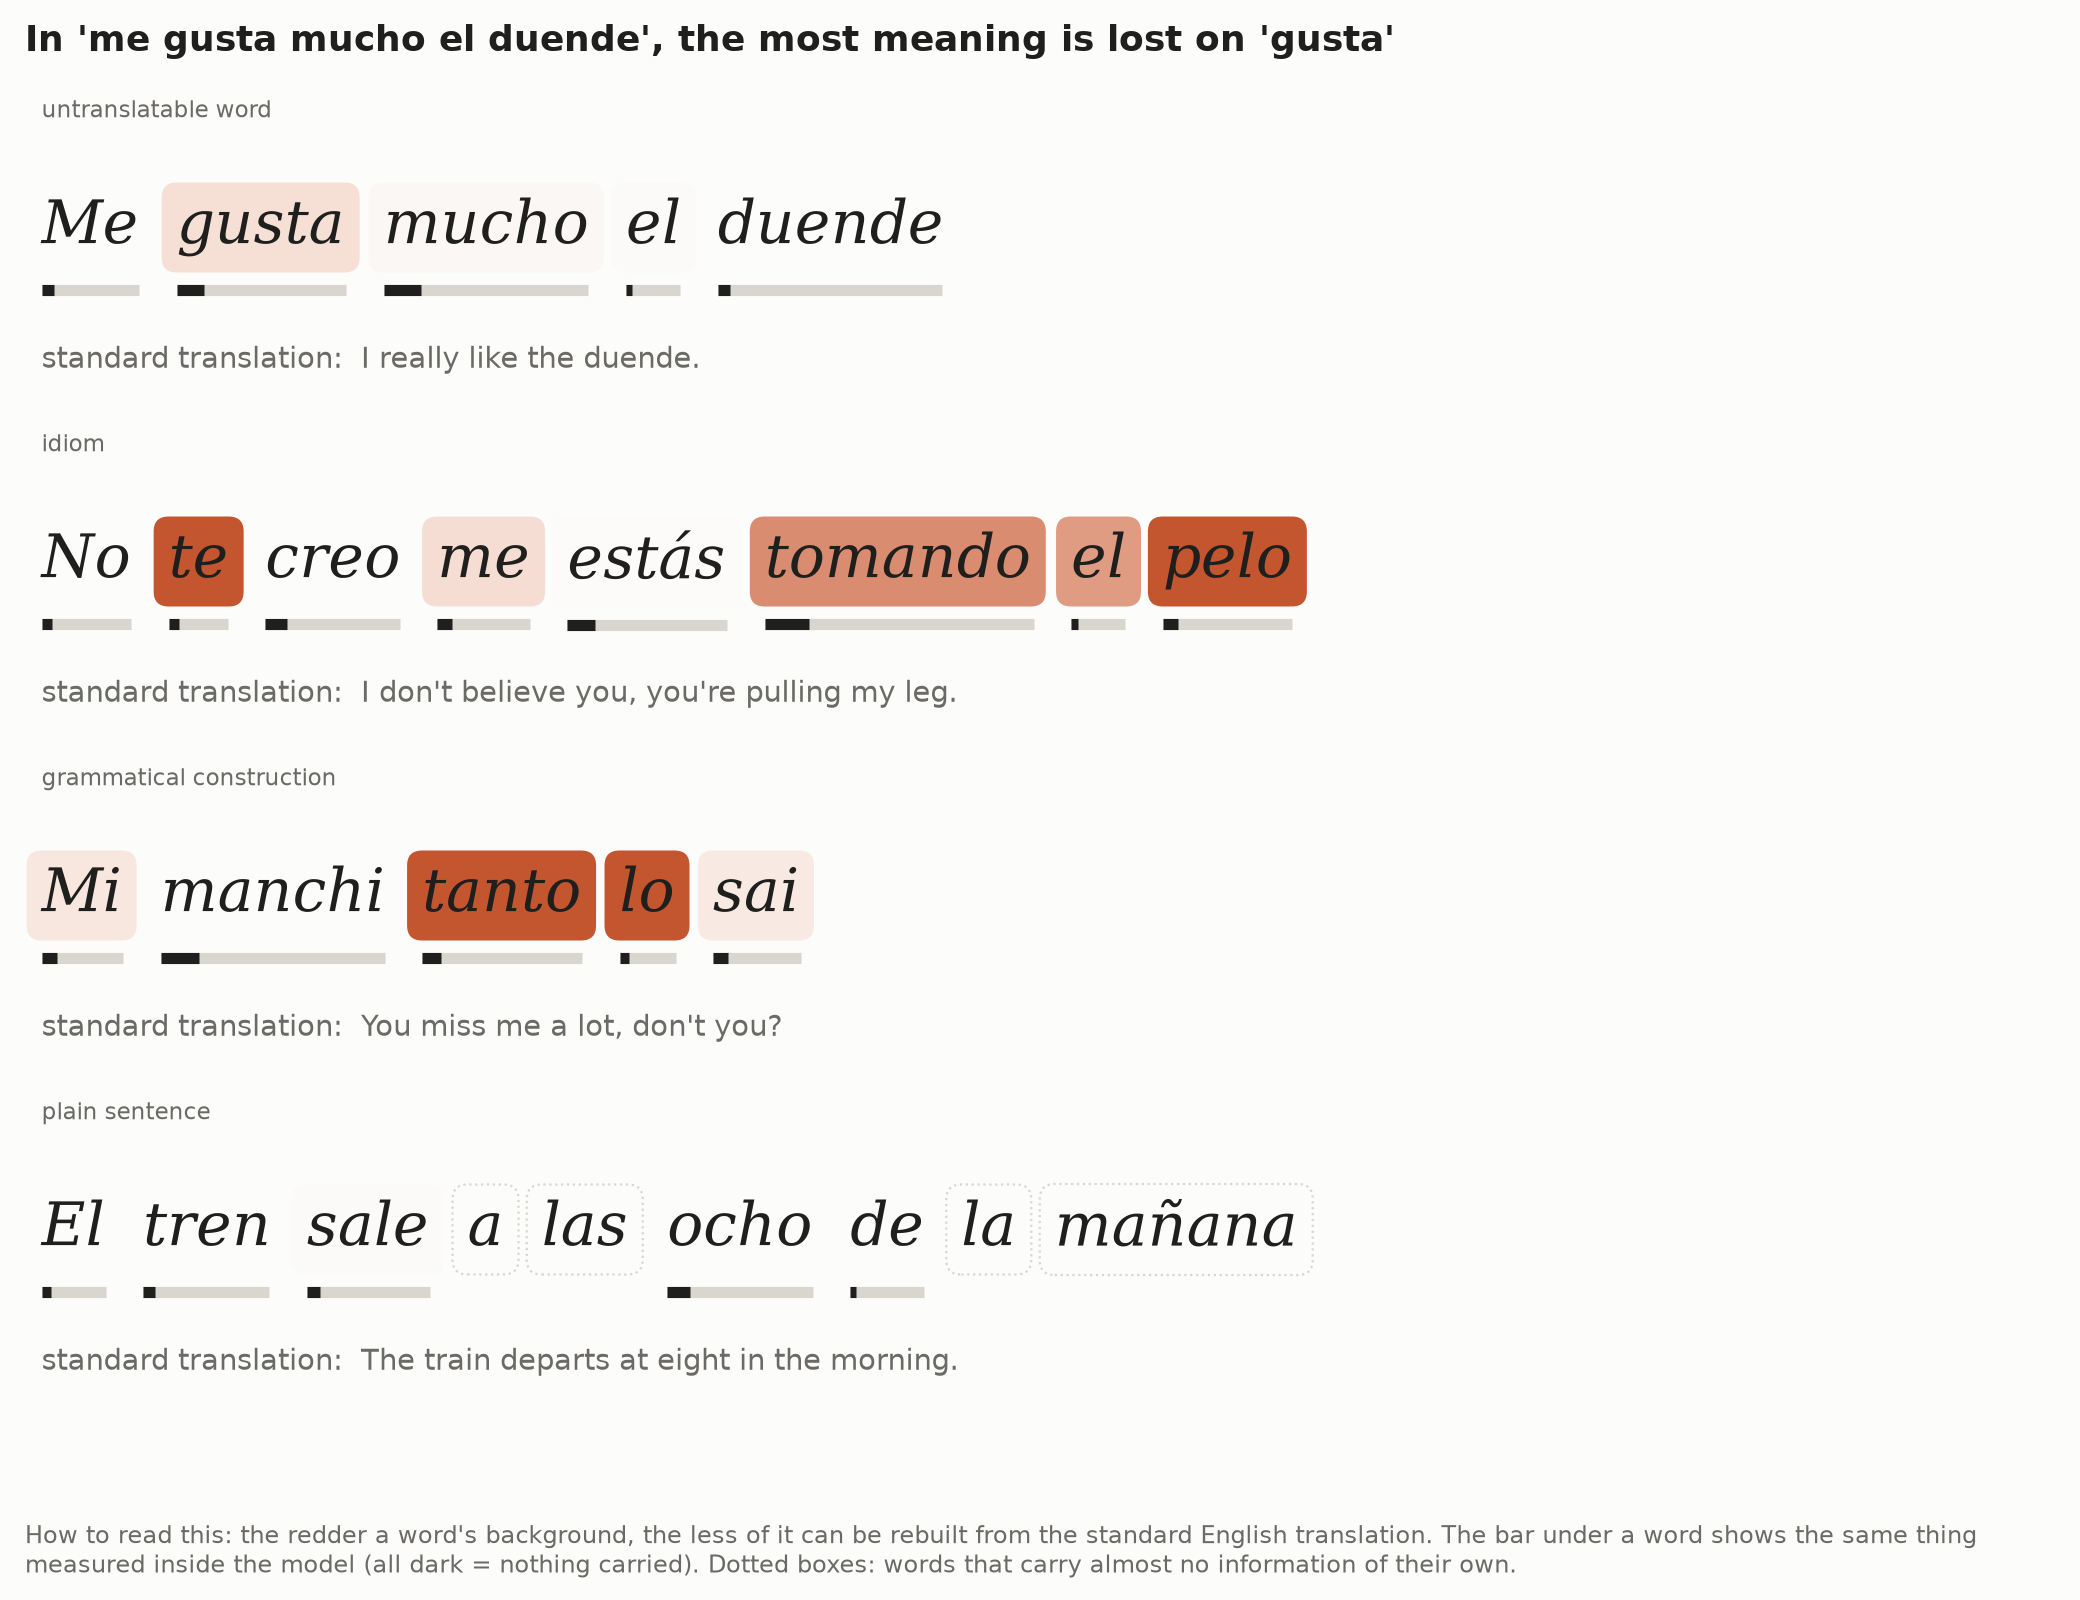 In 'me gusta mucho el duende', the most meaning is lost on 'gusta'
untranslatable word
Me gusta mucho el duende
standard translation: I really like the duende.
idiom
No te creo me estás tomando el pelo
standard translation: I don't believe you, you're pulling my leg.
grammatical construction
Mi manchi tanto lo sai
standard translation: You miss me a lot, don't you?
plain sentence
El tren sale a las ocho de la mañana
standard translation: The train departs at eight in the morning.
How to read this: the redder a word's background, the less of it can be rebuilt from the standard English translation. The bar under a word shows the same thing
measured inside the model (all dark = nothing carried). Dotted boxes: words that carry almost no information of their own.